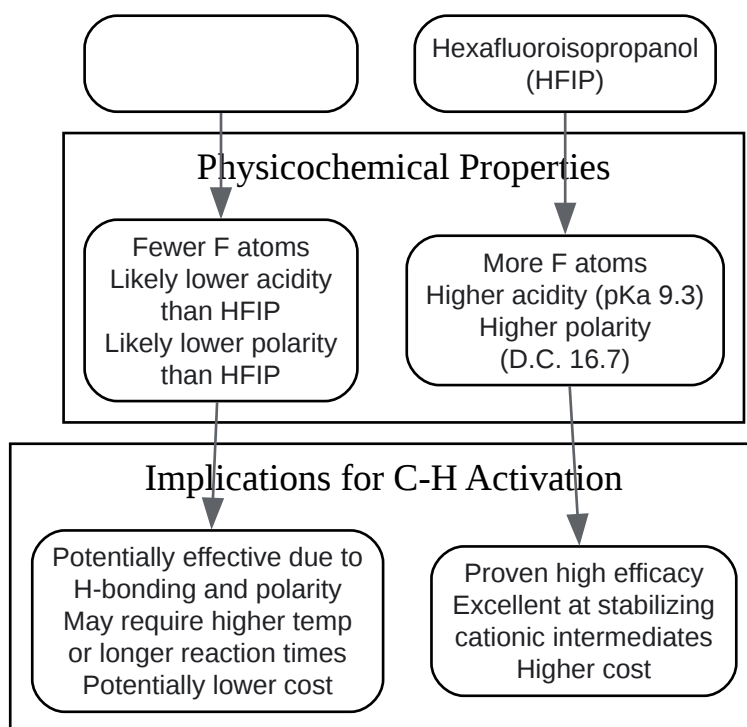 Hexafluoroisopropanol
(HFIP)
Physicochemical Properties
Fewer F atoms
Likely lower acidity
than HFIP
Likely lower polarity
than HFIP
More F atoms
Higher acidity (pKa 9.3)
Higher polarity
(D.C. 16.7)
Implications for C-H Activation
Potentially effective due to
H-bonding and polarity
May require higher temp
or longer reaction times
Potentially lower cost
Proven high efficacy
Excellent at stabilizing
cationic intermediates
Higher cost